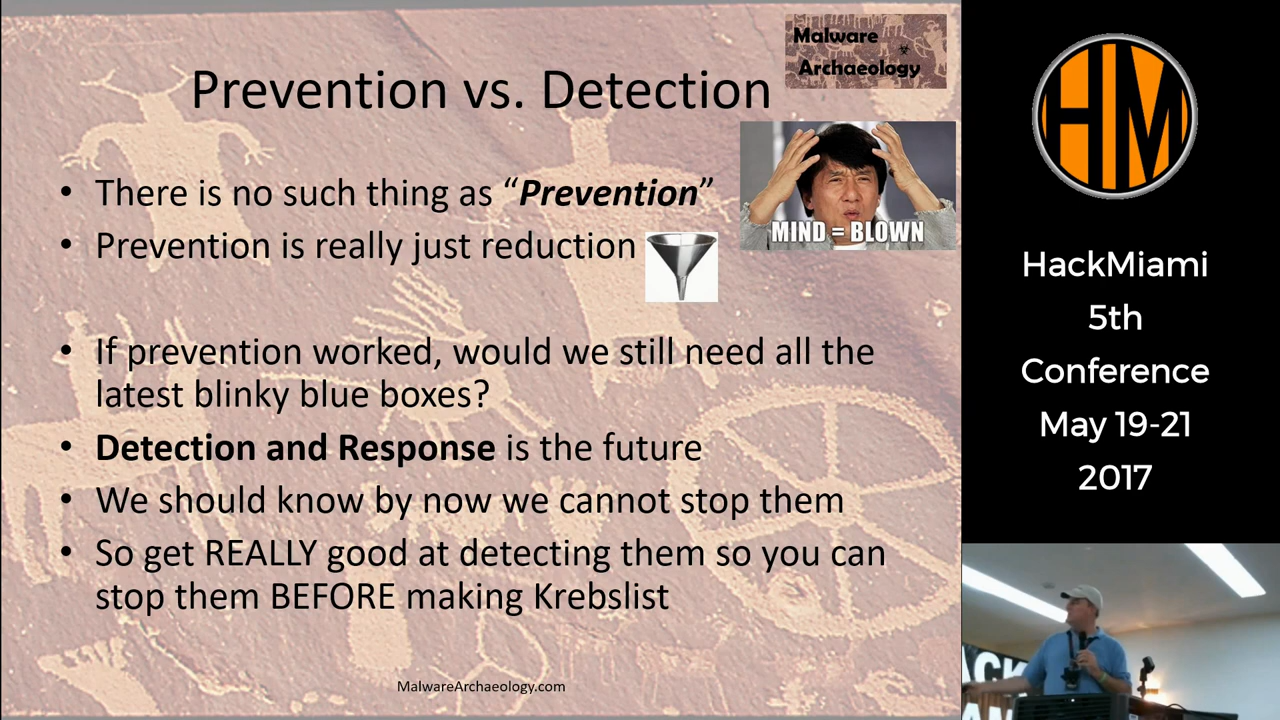 Malware
Archaeology
Prevention vs. Detection
• There is no such thing as “Prevention”
• Prevention is really just reduction
MIND = BLOWN
• If prevention worked, would we still need all the
latest blinky blue boxes?
• Detection and Response is the future
• We should know by now we cannot stop them
• So get REALLY good at detecting them so you can
stop them BEFORE making Krebslist
MalwareArchaeology.com
HM
HackMiami
5th
Conference
May 19-21
2017